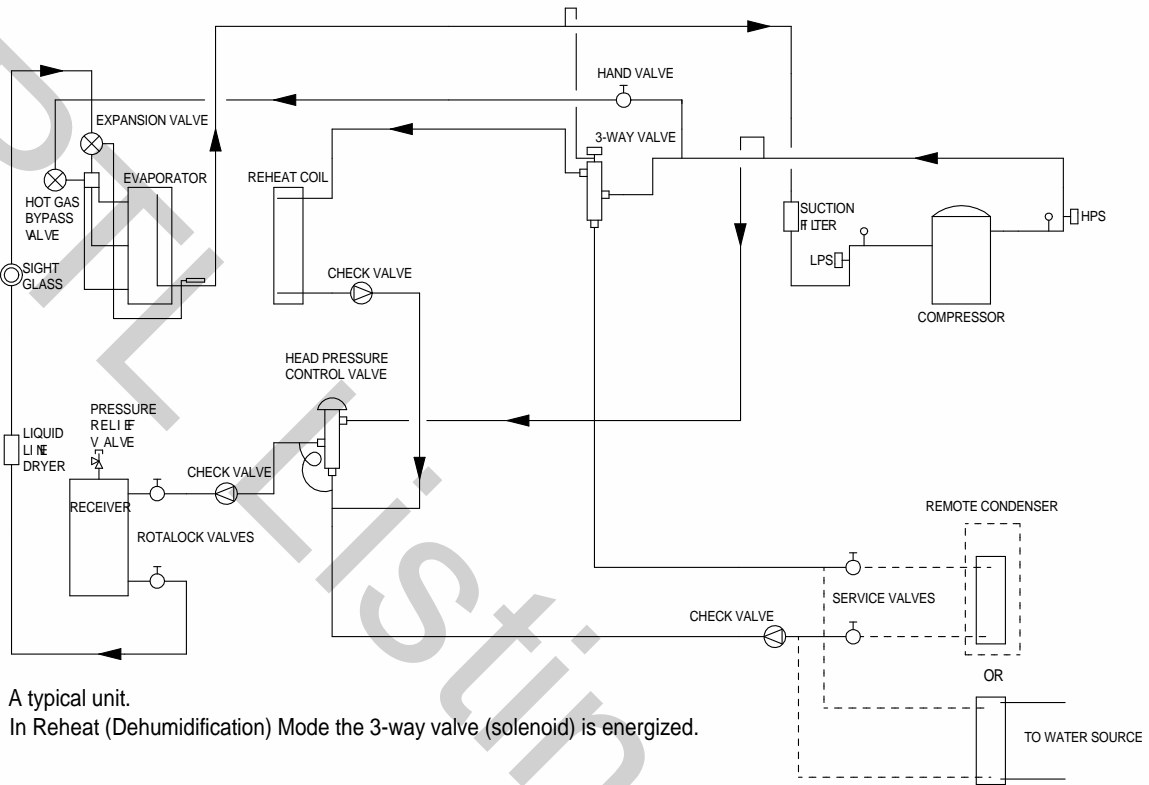 HAND VALVE
EXPANSION VALVE
3-WAY VALVE
EVAPORATOR
REHEAT COIL
HOT GAS
BYPASS
VALVE
SUCTION
FILTER
HPS
LPS
SIGHT
GLASS
CHECK VALVE
COMPRESSOR
HEAD PRESSURE
CONTROL VALVE
PRESSURE
RELIEF
VALVE
LIQUID
LINE
DRYER
CHECK VALVE
RECEIVER
REMOTE CONDENSER
ROTALOCK VALVES
SERVICE VALVES
CHECK VALVE
OR
A typical unit.
In Reheat (Dehumidification) Mode the 3-way valve (solenoid) is energized.
TO WATER SOURCE
PTL Listin